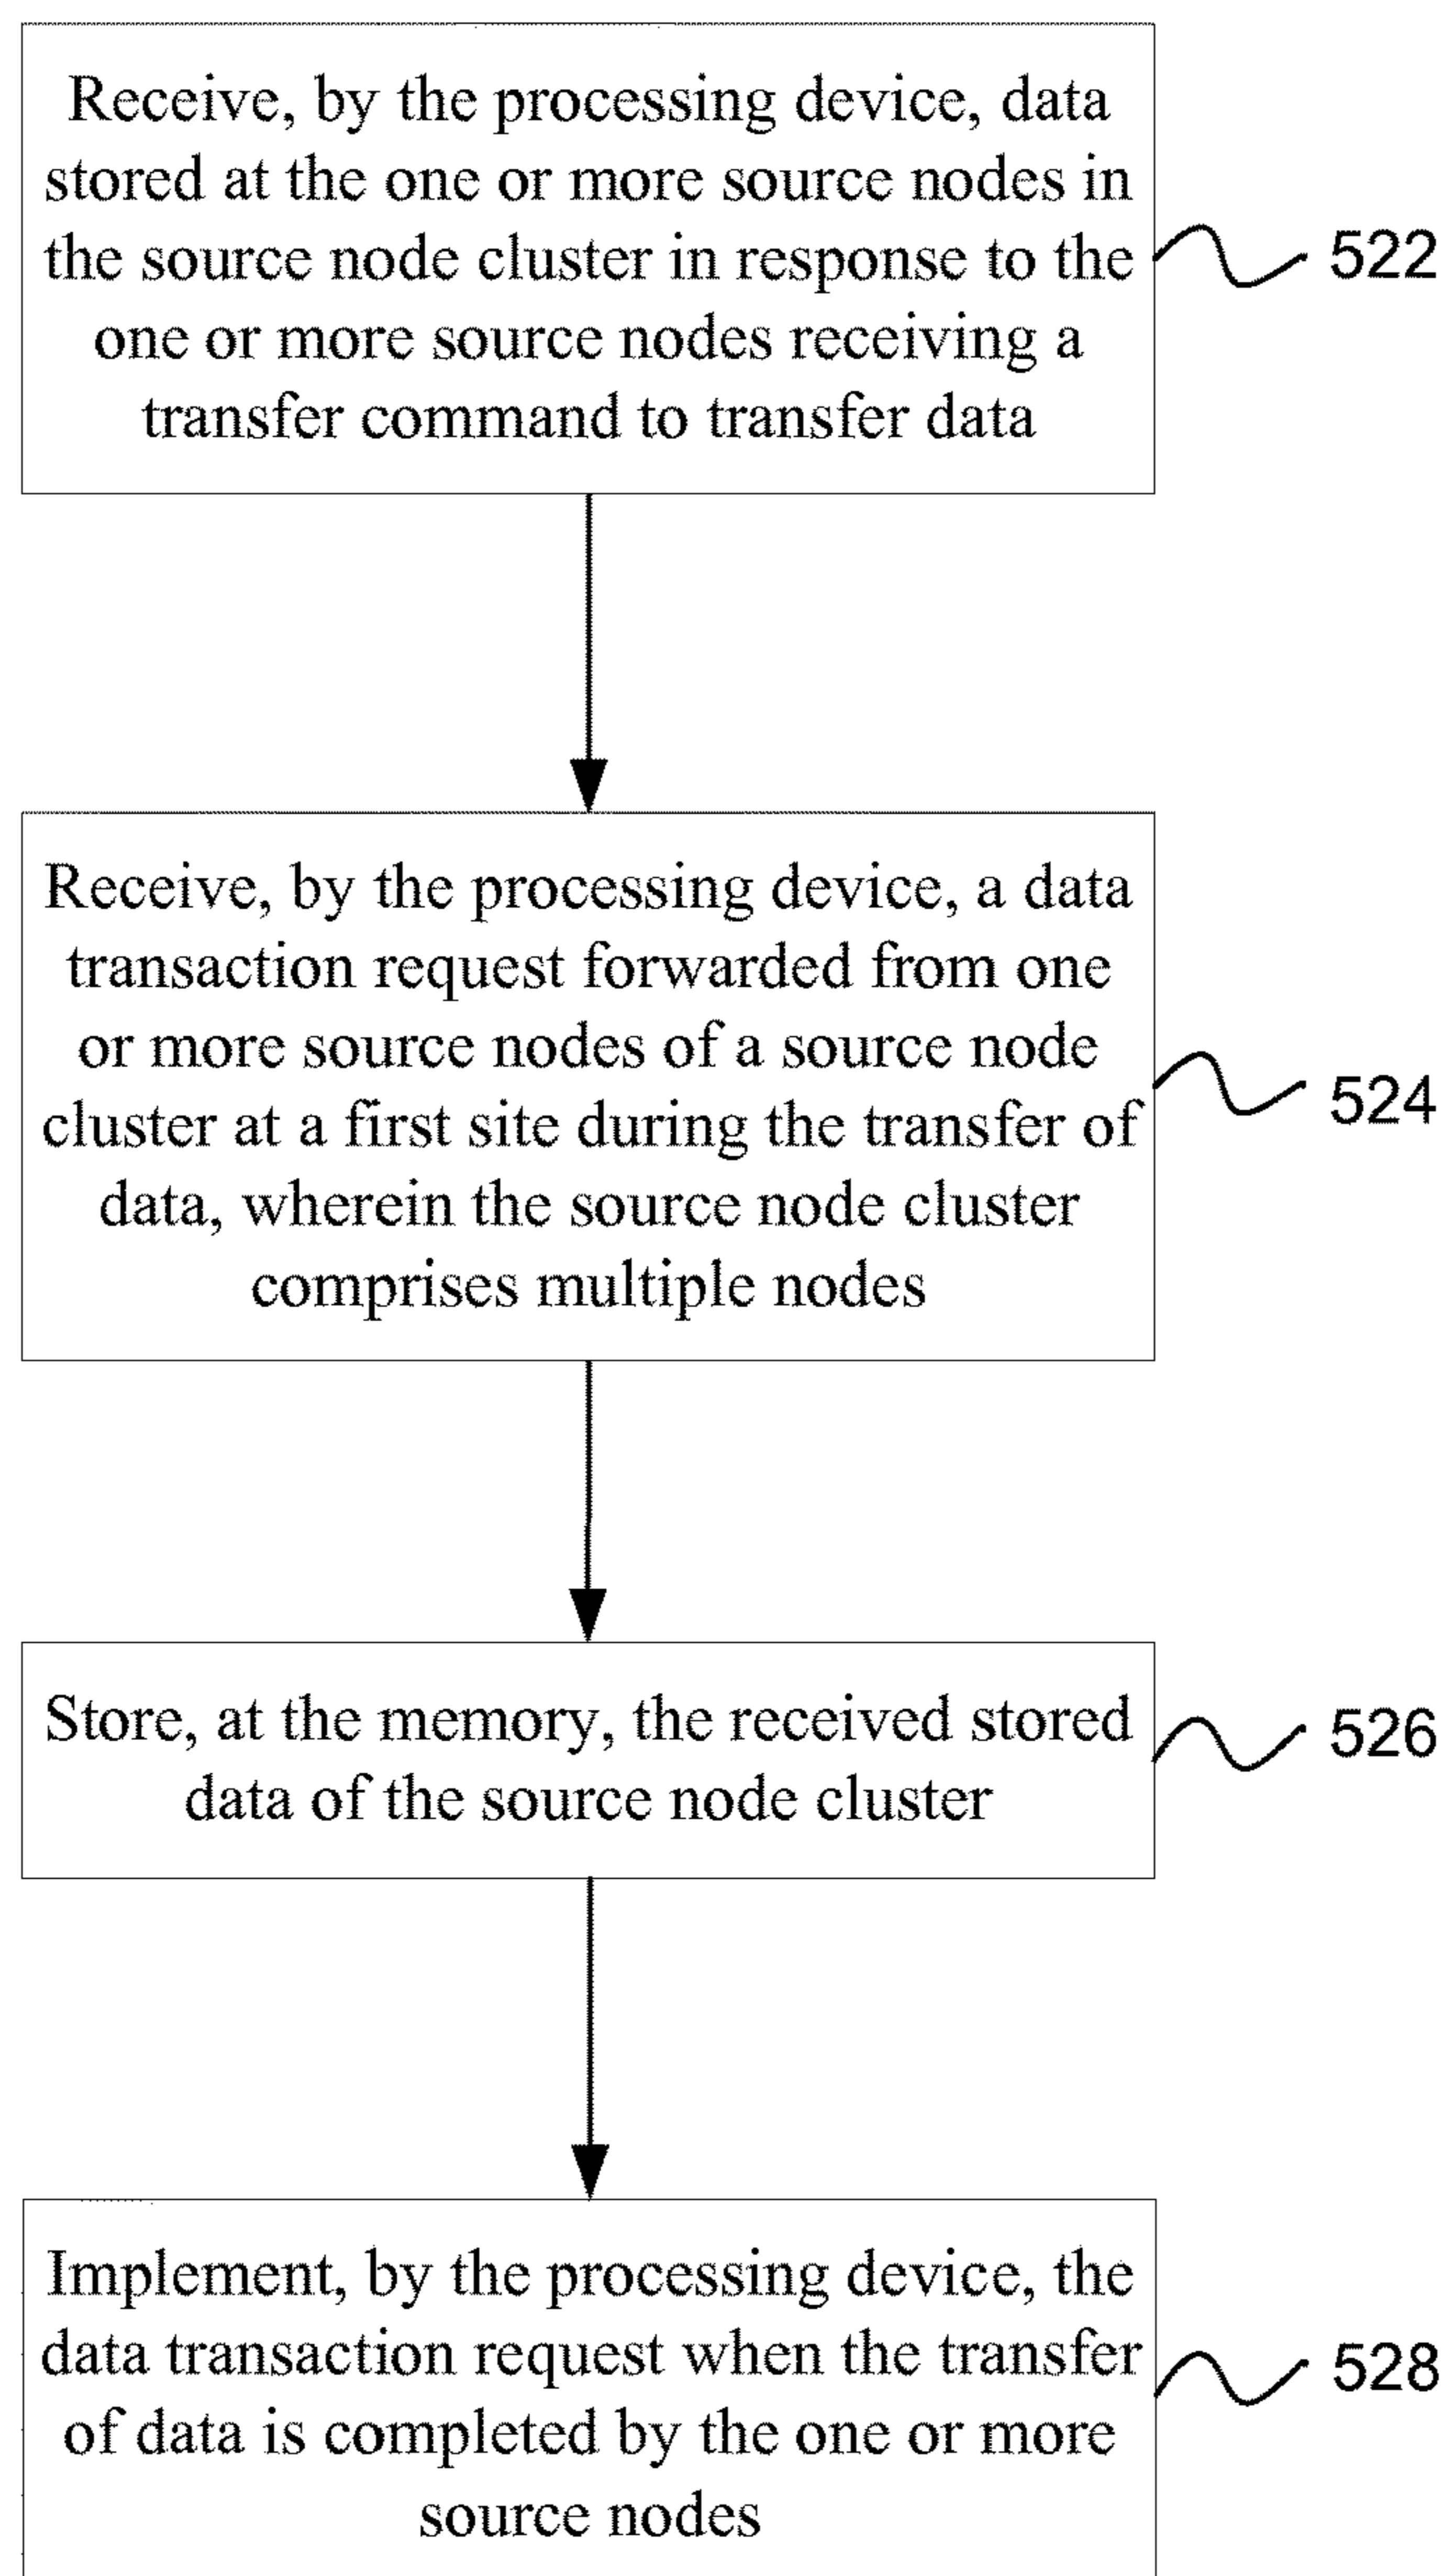 Receive, by the processing device, data
stored at the one or more source nodes in
the source node cluster in response to the
one or more source nodes receiving a
transfer command to transfer data
522
Receive, by the processing device, a data
transaction request forwarded from one
or more source nodes of a source node
cluster at a first site during the transfer of
data, wherein the source node cluster
comprises multiple nodes
524
Store, at the memory, the received stored
data of the source node cluster
526
Implement, by the processing device, the
data transaction request when the transfer
of data is completed by the one or more
source nodes
528